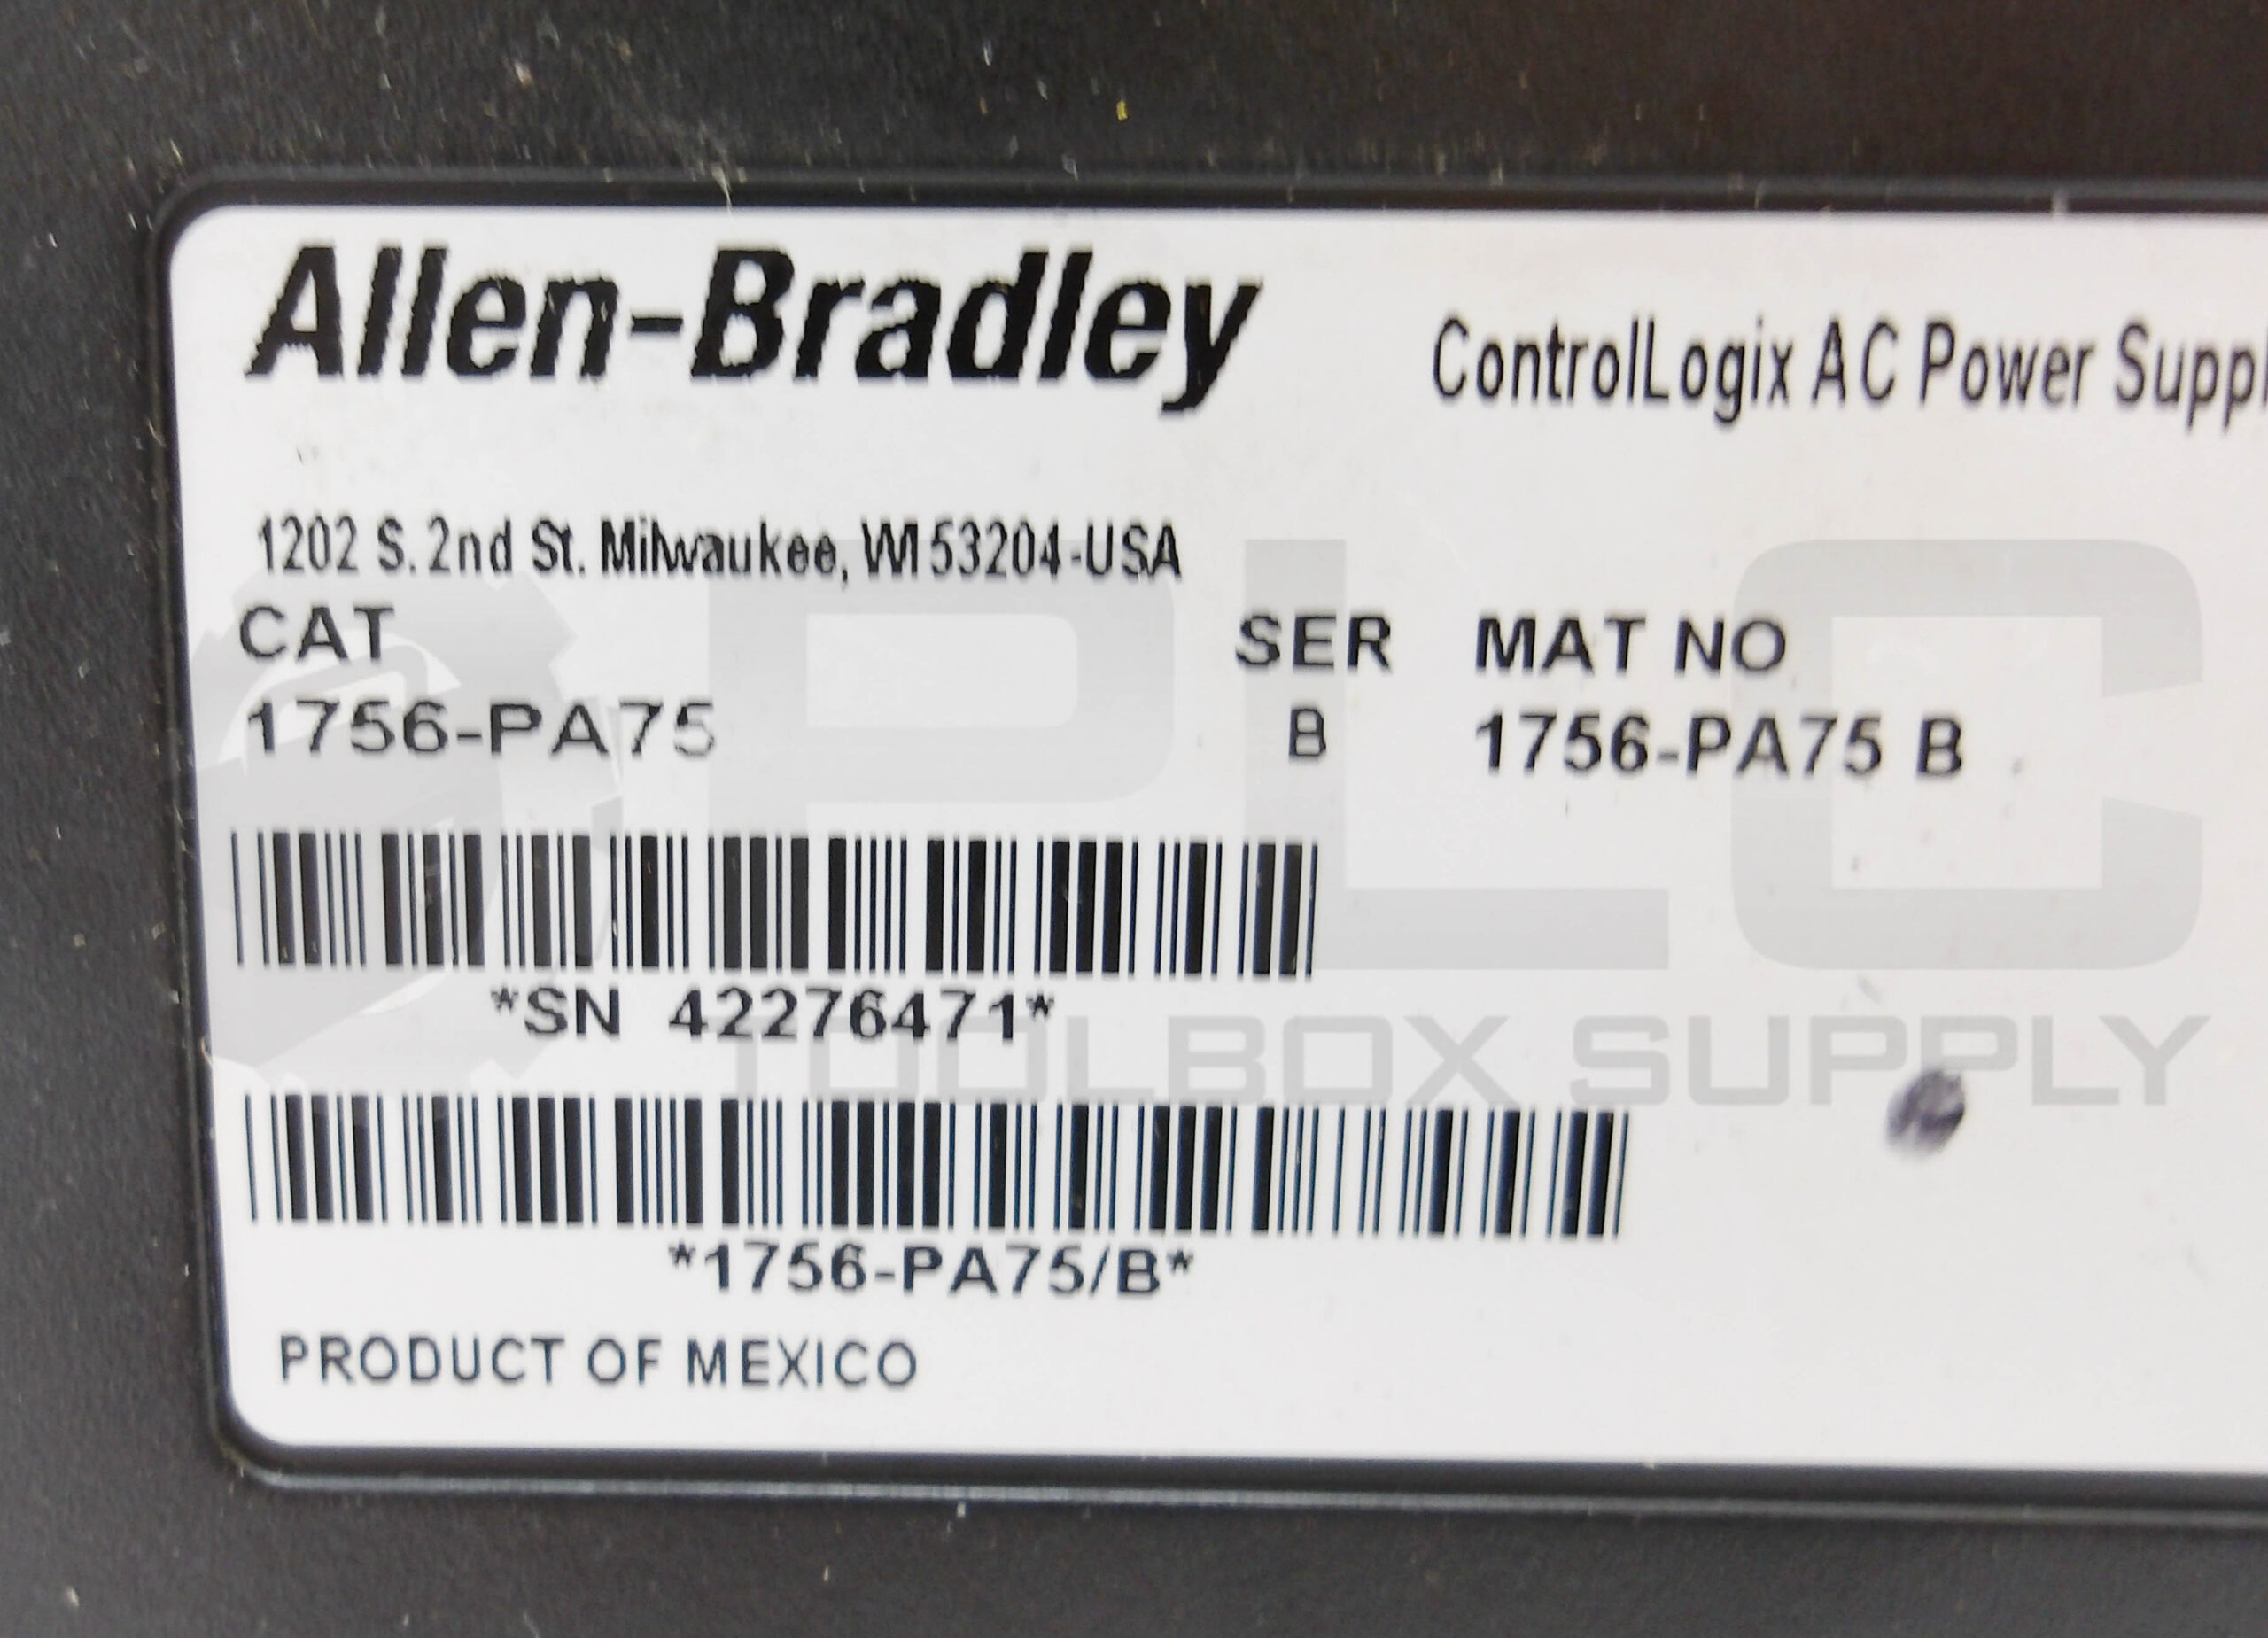 Allen-Bradley
ControlLogix AC Power Suppl
1202 S. 2nd St. Milwaukee, WI 53204-USA
CAT SER MAT NO
1756-PA75 B 1756-PA75 B
*SN 42276471*
*1756-PA75/B*
PRODUCT OF MEXICO
PLC
TOOLBOX SUPPLY